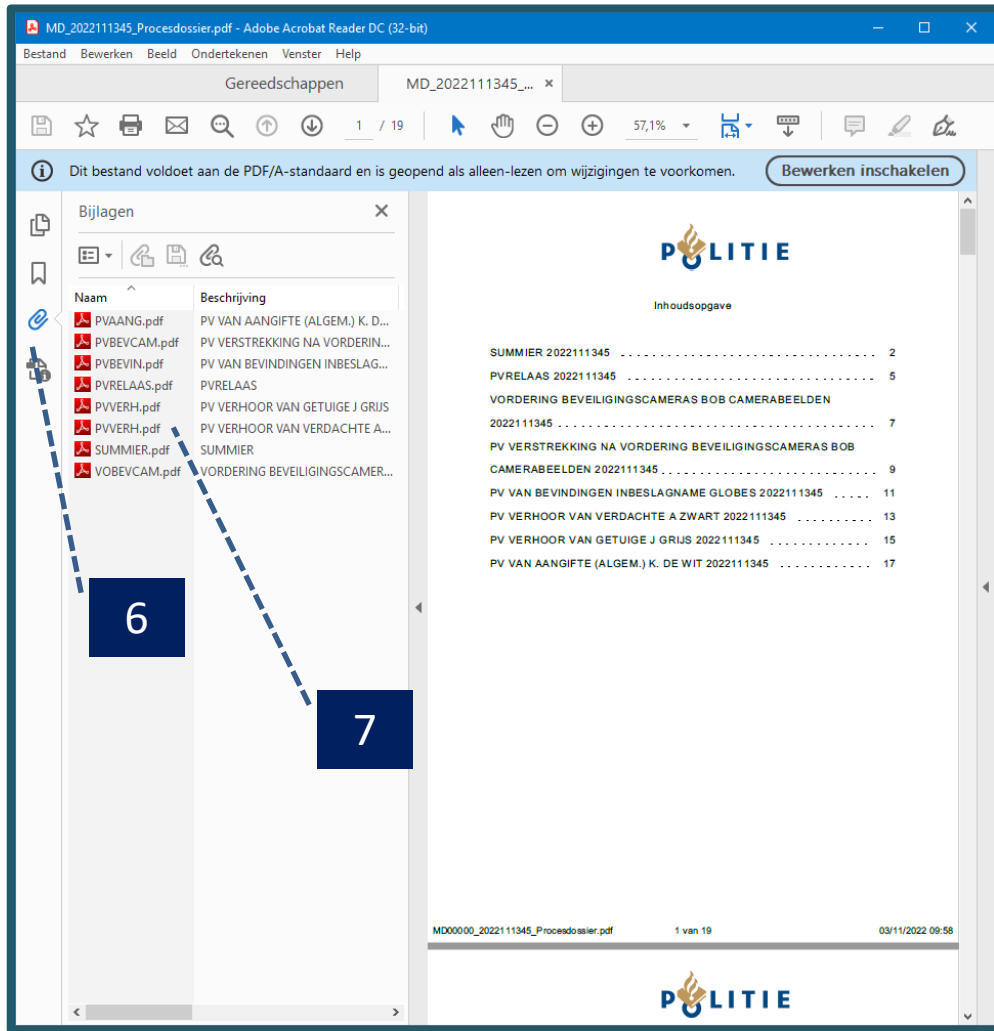 MD_2022111345_Procesdossier.pdf - Adobe Acrobat Reader DC (32-bit)
Bestand Bewerken Beeld Ondertekenen Venster Help
Gereedschappen MD_2022111345_... ×
1 / 19 57,1%
Dit bestand voldoet aan de PDF/A-standaard en is geopend als alleen-lezen om wijzigingen te voorkomen. Bewerken inschakelen
Bijlagen
Naam Beschrijving
PVAANG.pdf PV VAN AANGIFTE (ALGEM.) K. D...
PVBEVCAM.pdf PV VERSTREKKING NA VORDERIN...
PVBEVIN.pdf PV VAN BEVINDINGEN INBESLAG...
PVRELAAS.pdf PVRELAAS
PVVERH.pdf PV VERHOOR VAN GETUIGE J GRIJS
PVVERH.pdf PV VERHOOR VAN VERDACHTE A...
SUMMIER.pdf SUMMIER
VOBEVCAM.pdf VORDERING BEVEILIGINGSCAMER...
6
7
POLITIE
Inhoudsopgave
SUMMIER 2022111345 . . . . . . . . . . . . . . . . . . . . . . . . . . . . . . . . 2
PVRELAAS 2022111345 . . . . . . . . . . . . . . . . . . . . . . . . . . . . . . . 5
VORDERING BEVEILIGINGSCAMERAS BOB CAMERABEELDEN
2022111345 . . . . . . . . . . . . . . . . . . . . . . . . . . . . . . . . . . . . . . . . 7
PV VERSTREKKING NA VORDERING BEVEILIGINGSCAMERAS BOB
CAMERABEELDEN 2022111345 . . . . . . . . . . . . . . . . . . . . . . . . . . . 9
PV VAN BEVINDINGEN INBESLAGNAME GLOBES 2022111345 . . . . . 11
PV VERHOOR VAN VERDACHTE A ZWART 2022111345 . . . . . . . . . . 13
PV VERHOOR VAN GETUIGE J GRIJS 2022111345 . . . . . . . . . . . . . 15
PV VAN AANGIFTE (ALGEM.) K. DE WIT 2022111345 . . . . . . . . . . . . 17
MD00000_2022111345_Procesdossier.pdf 1 van 19 03/11/2022 09:58
POLITIE